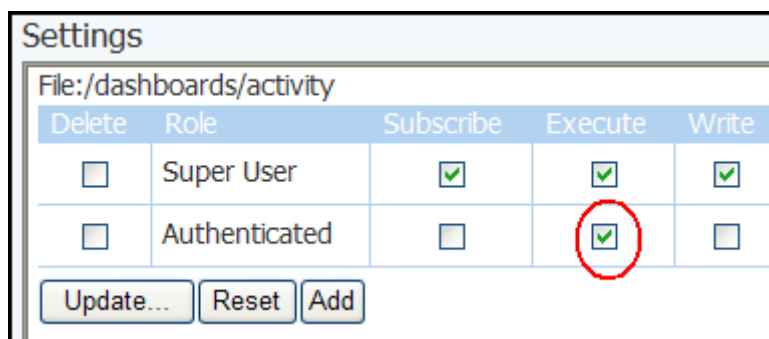 Settings
File:/dashboards/activity
Delete Role Subscribe Execute Write
Super User
Authenticated
Update... Reset Add